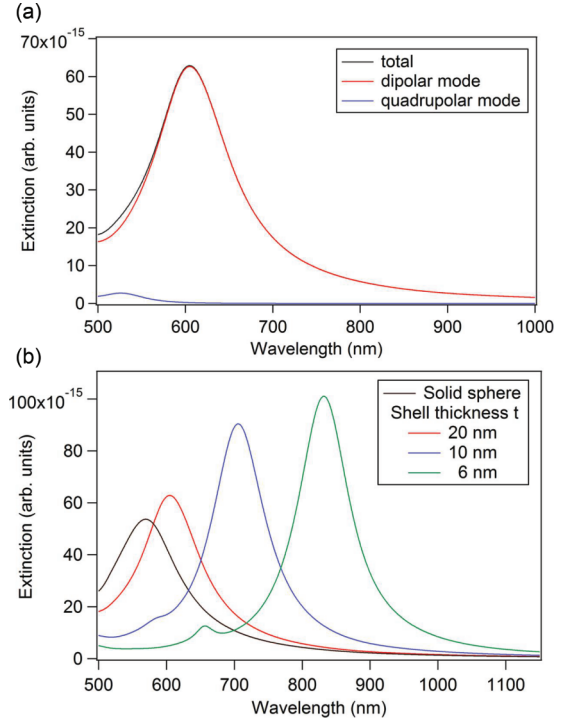 (a)
70x10-15
60
50
40
30
20
10
0
Extinction (arb. units)
total
dipolar mode
quadrupolar mode
500 600 700 800 900 1000
Wavelength (nm)
(b)
100x10-15
80
60
40
20
0
Extinction (arb. units)
Solid sphere
Shell thickness t
20 nm
10 nm
6 nm
500 600 700 800 900 1000 1100
Wavelength (nm)